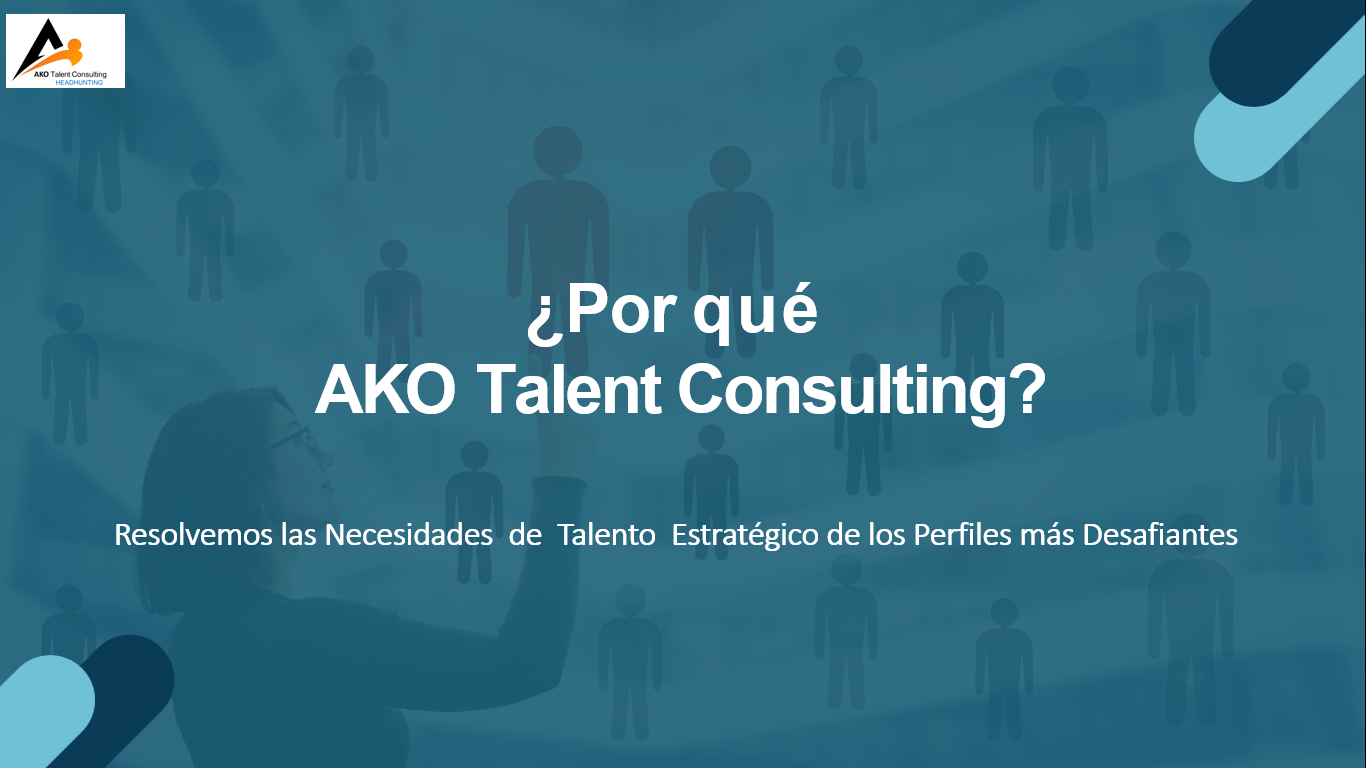 AKO Talent Consulting
HEADHUNTING
¿Por qué
AKO Talent Consulting?
Resolvemos las Necesidades de Talento Estratégico de los Perfiles más Desafiantes